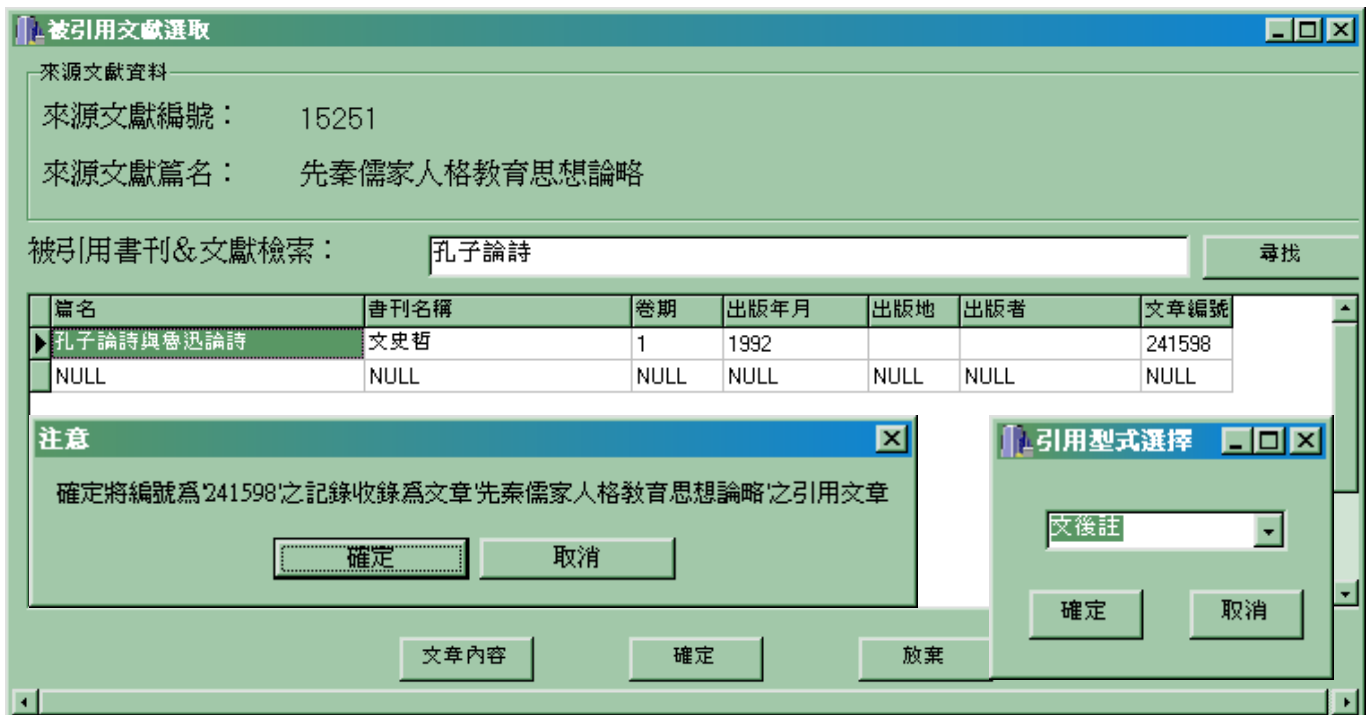 被引用文獻選取
來源文獻資料
來源文獻編號： 15251
來源文獻篇名： 先秦儒家人格教育思想論略
被引用書刊&文獻檢索： 孔子論詩 尋找
篇名 書刊名稱 卷期 出版年月 出版地 出版者 文章編號
孔子論詩與魯迅論詩 文史哲 1 1992 241598
NULL NULL NULL NULL NULL NULL NULL
注意
確定將編號為'241598'之記錄收錄為文章'先秦儒家人格教育思想論略'之引用文章
確定 取消
引用型式選擇
文後註
確定 取消
文章內容 確定 放棄